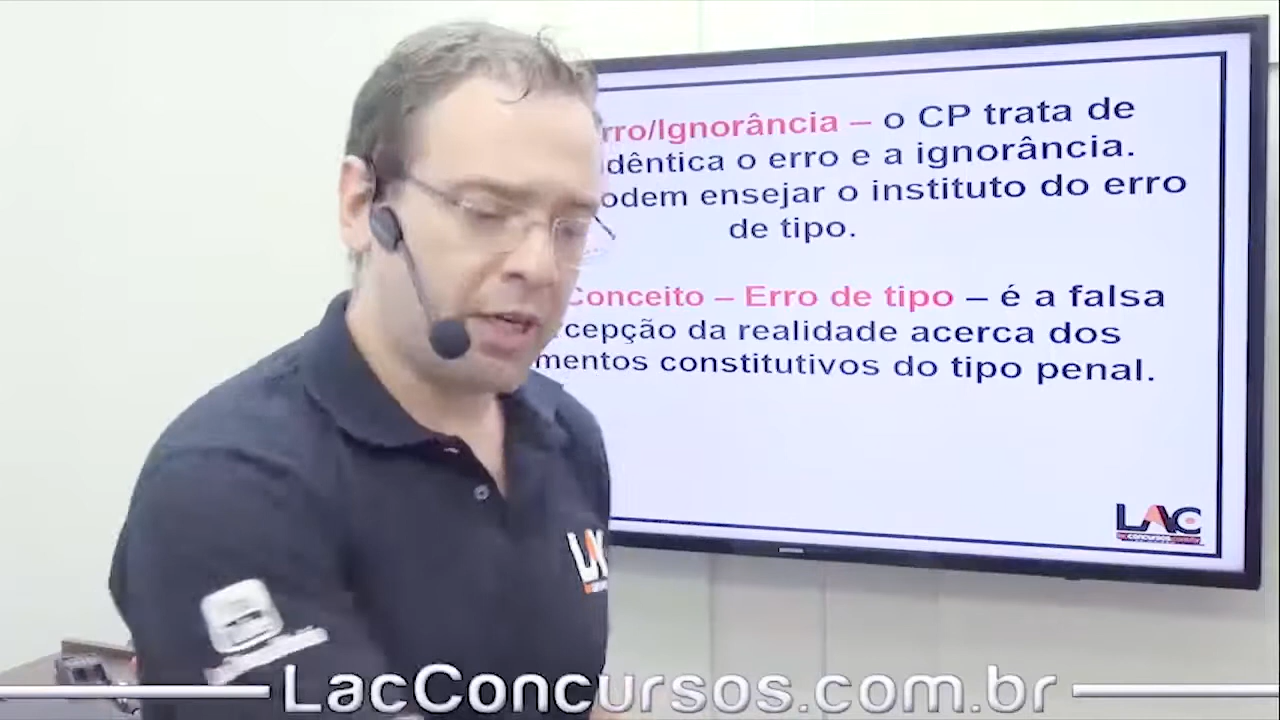 rro/Ignorância – o CP trata de
dêntica o erro e a ignorância.
odem ensejar o instituto do erro
de tipo.
Conceito – Erro de tipo – é a falsa
cepção da realidade acerca dos
mentos constitutivos do tipo penal.
LAC
LacConcursos.com.br